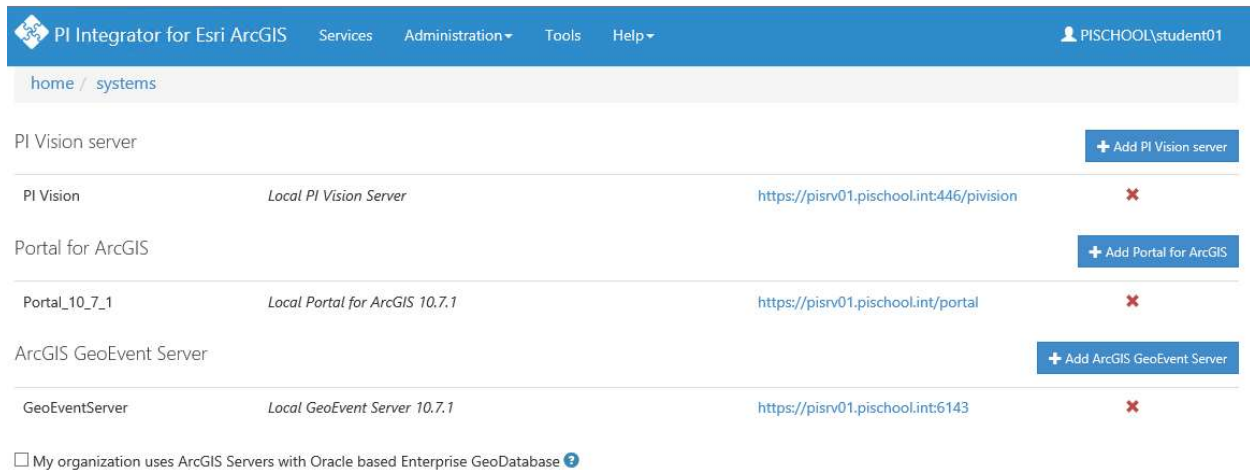 PI Integrator for Esri ArcGIS Services Administration Tools Help PISCHOOL\student01
home / systems
PI Vision server + Add PI Vision server
PI Vision Local PI Vision Server https://pisrv01.pischool.int:446/pivision
Portal for ArcGIS + Add Portal for ArcGIS
Portal_10_7_1 Local Portal for ArcGIS 10.7.1 https://pisrv01.pischool.int/portal
ArcGIS GeoEvent Server + Add ArcGIS GeoEvent Server
GeoEventServer Local GeoEvent Server 10.7.1 https://pisrv01.pischool.int:6143
My organization uses ArcGIS Servers with Oracle based Enterprise GeoDatabase ?